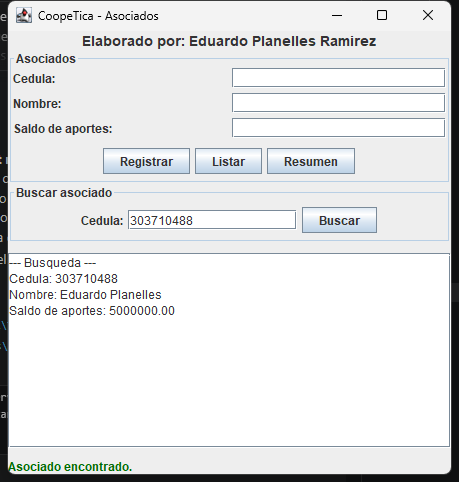 CoopeTica - Asociados
Elaborado por: Eduardo Planelles Ramirez
Asociados
Cedula:
Nombre:
Saldo de aportes:
Registrar Listar Resumen
Buscar asociado
Cedula: 303710488 Buscar
--- Busqueda ---
Cedula: 303710488
Nombre: Eduardo Planelles
Saldo de aportes: 5000000.00
Asociado encontrado.